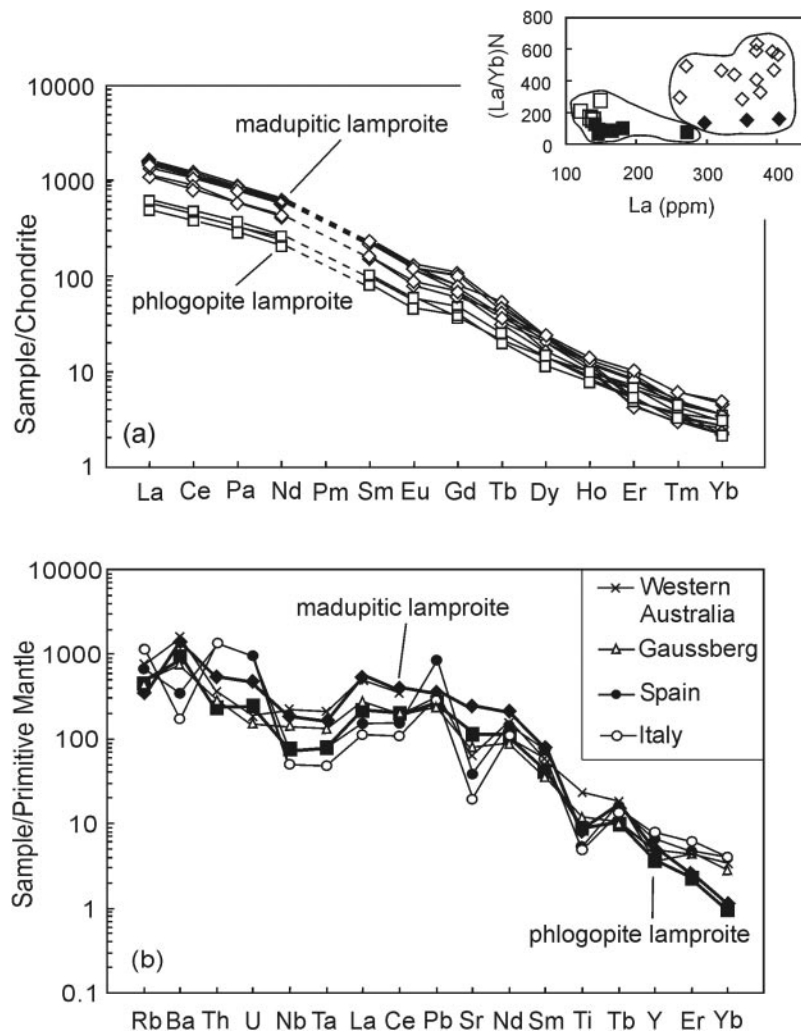 800
600
400
200
0
(La/Yb)N
100 200 300 400
La (ppm)
10000
1000
100
10
1
Sample/Chondrite
madupitic lamproite
phlogopite lamproite
(a)
La Ce Pa Nd Pm Sm Eu Gd Tb Dy Ho Er Tm Yb
10000
1000
100
10
1
0.1
Sample/Primitive Mantle
madupitic lamproite
Western
Australia
Gaussberg
Spain
Italy
phlogopite lamproite
(b)
Rb Ba Th U Nb Ta La Ce Pb Sr Nd Sm Ti Tb Y Er Yb